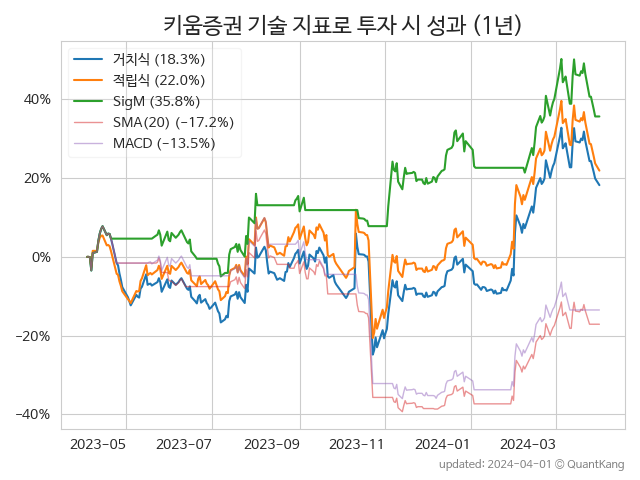 키움증권 기술 지표로 투자 시 성과 (1년)
거치식 (18.3%)
적립식 (22.0%)
SigM (35.8%)
SMA(20) (−17.2%)
MACD (−13.5%)
40%
20%
0%
−20%
−40%
2023-05 2023-07 2023-09 2023-11 2024-01 2024-03
updated: 2024-04-01 © QuantKang